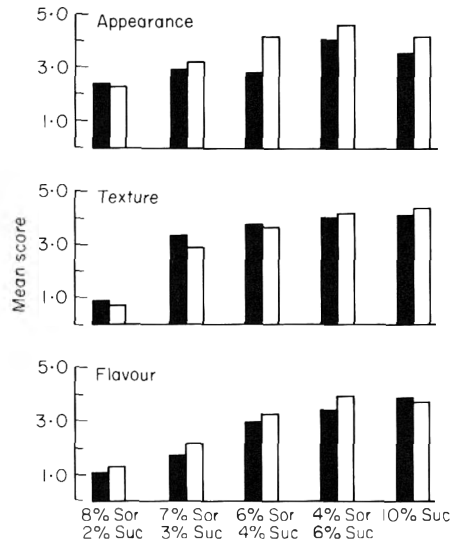 Appearance
5·0
3·0
1·0
Texture
5·0
3·0
1·0
Mean score
Flavour
5·0
3·0
1·0
8% Sor 7% Sor 6% Sor 4% Sor 10% Suc
2% Suc 3% Suc 4% Suc 6% Suc